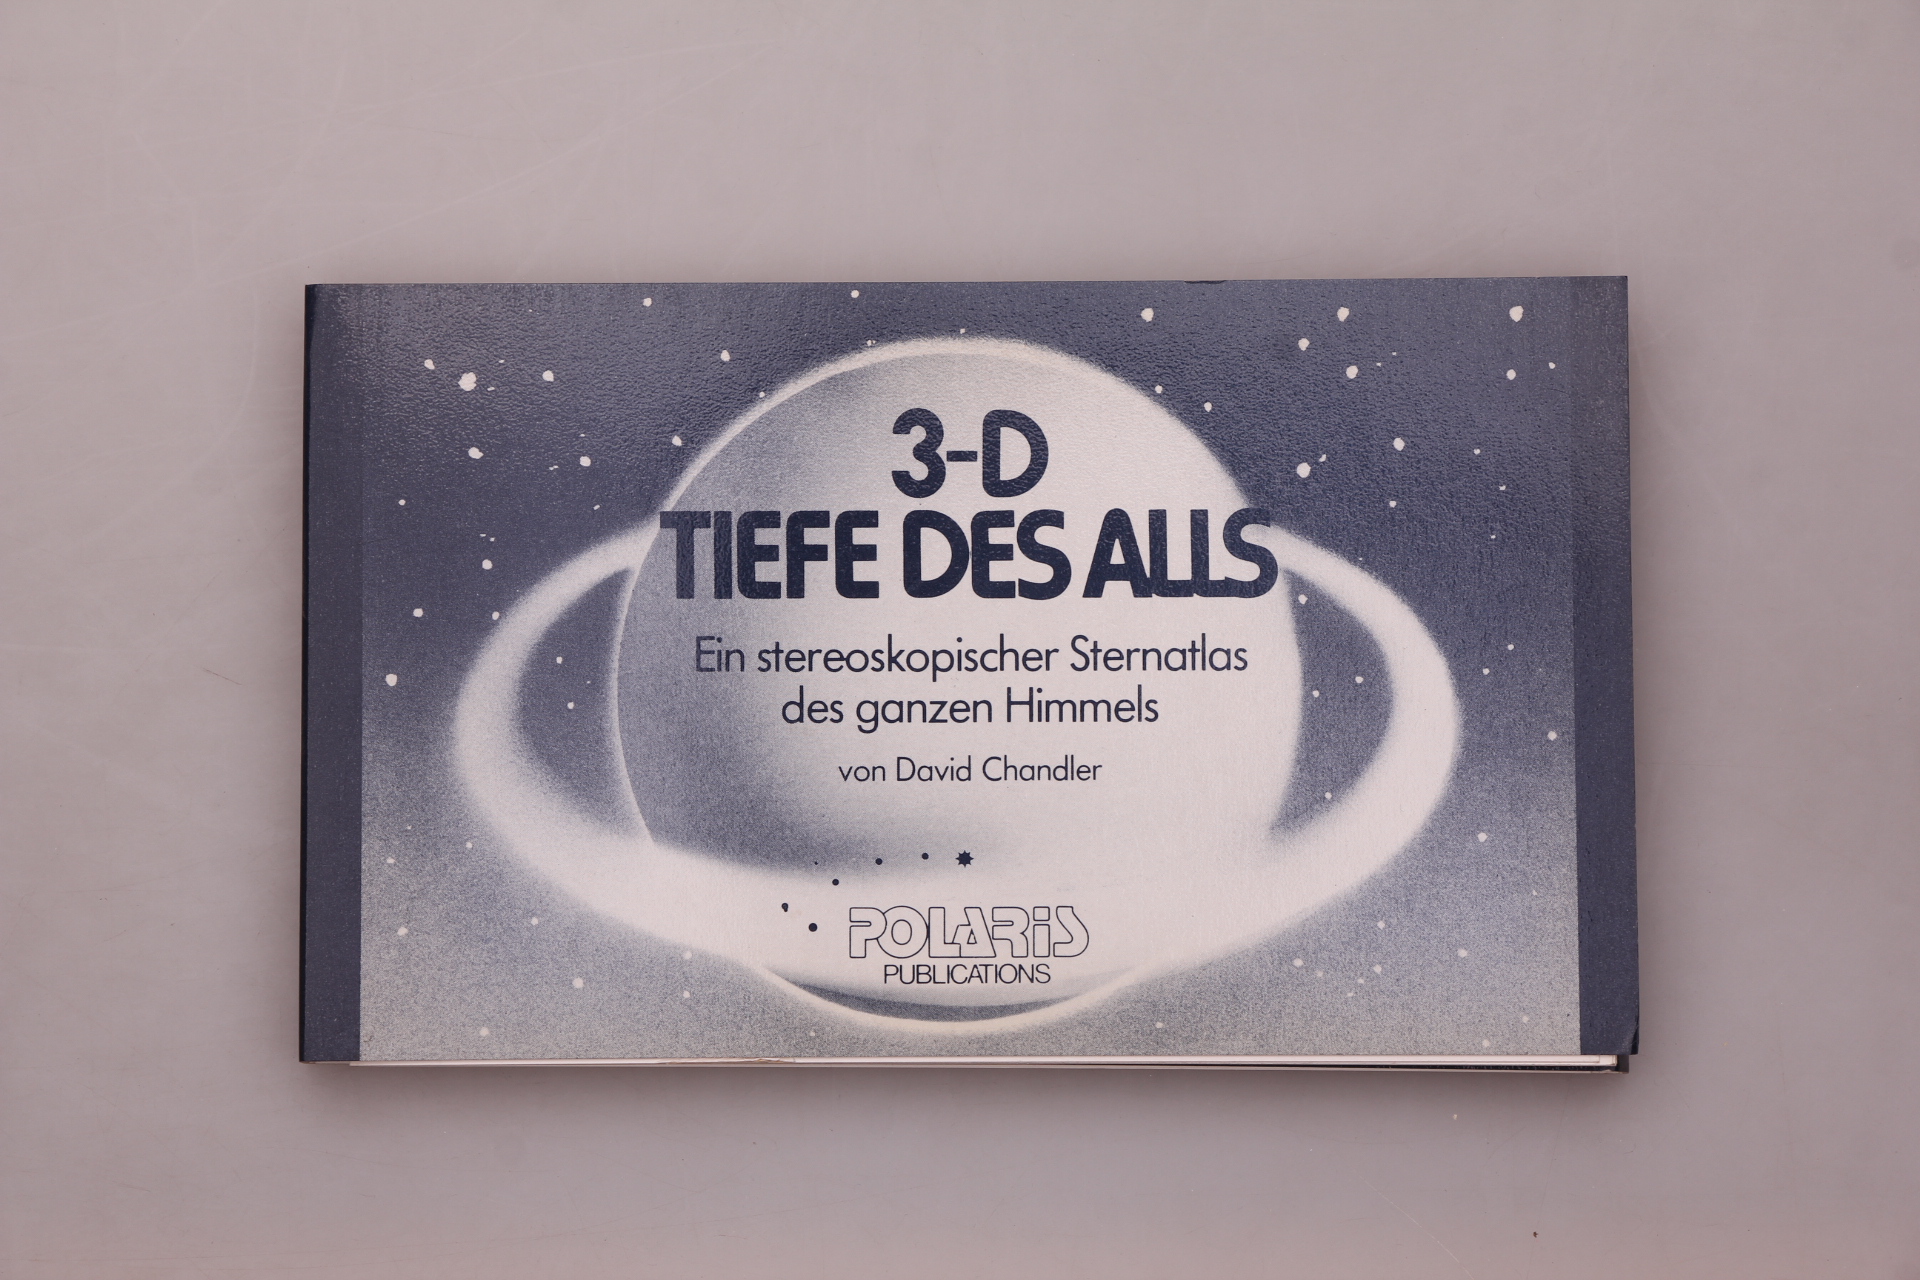 3-D
TIEFE DES ALLS
Ein stereoskopischer Sternatlas
des ganzen Himmels
von David Chandler
POLARiS
PUBLICATIONS